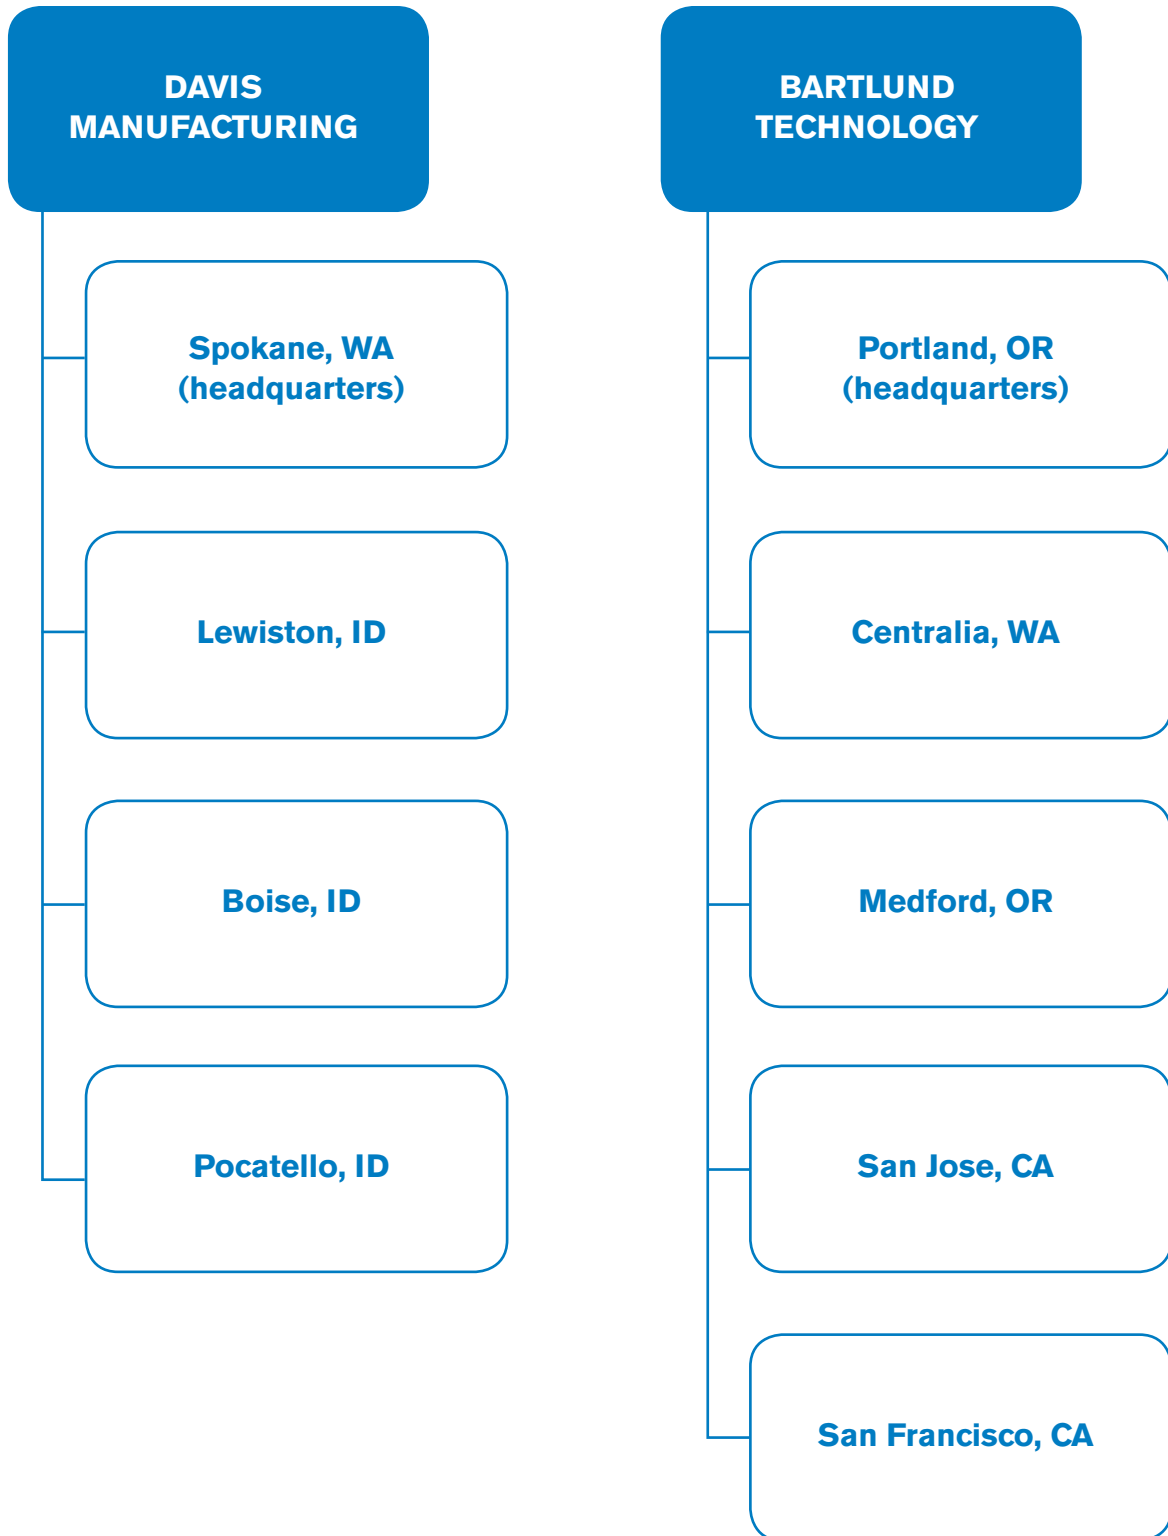 DAVIS
MANUFACTURING
Spokane, WA
(headquarters)
Lewiston, ID
Boise, ID
Pocatello, ID
BARTLUND
TECHNOLOGY
Portland, OR
(headquarters)
Centralia, WA
Medford, OR
San Jose, CA
San Francisco, CA